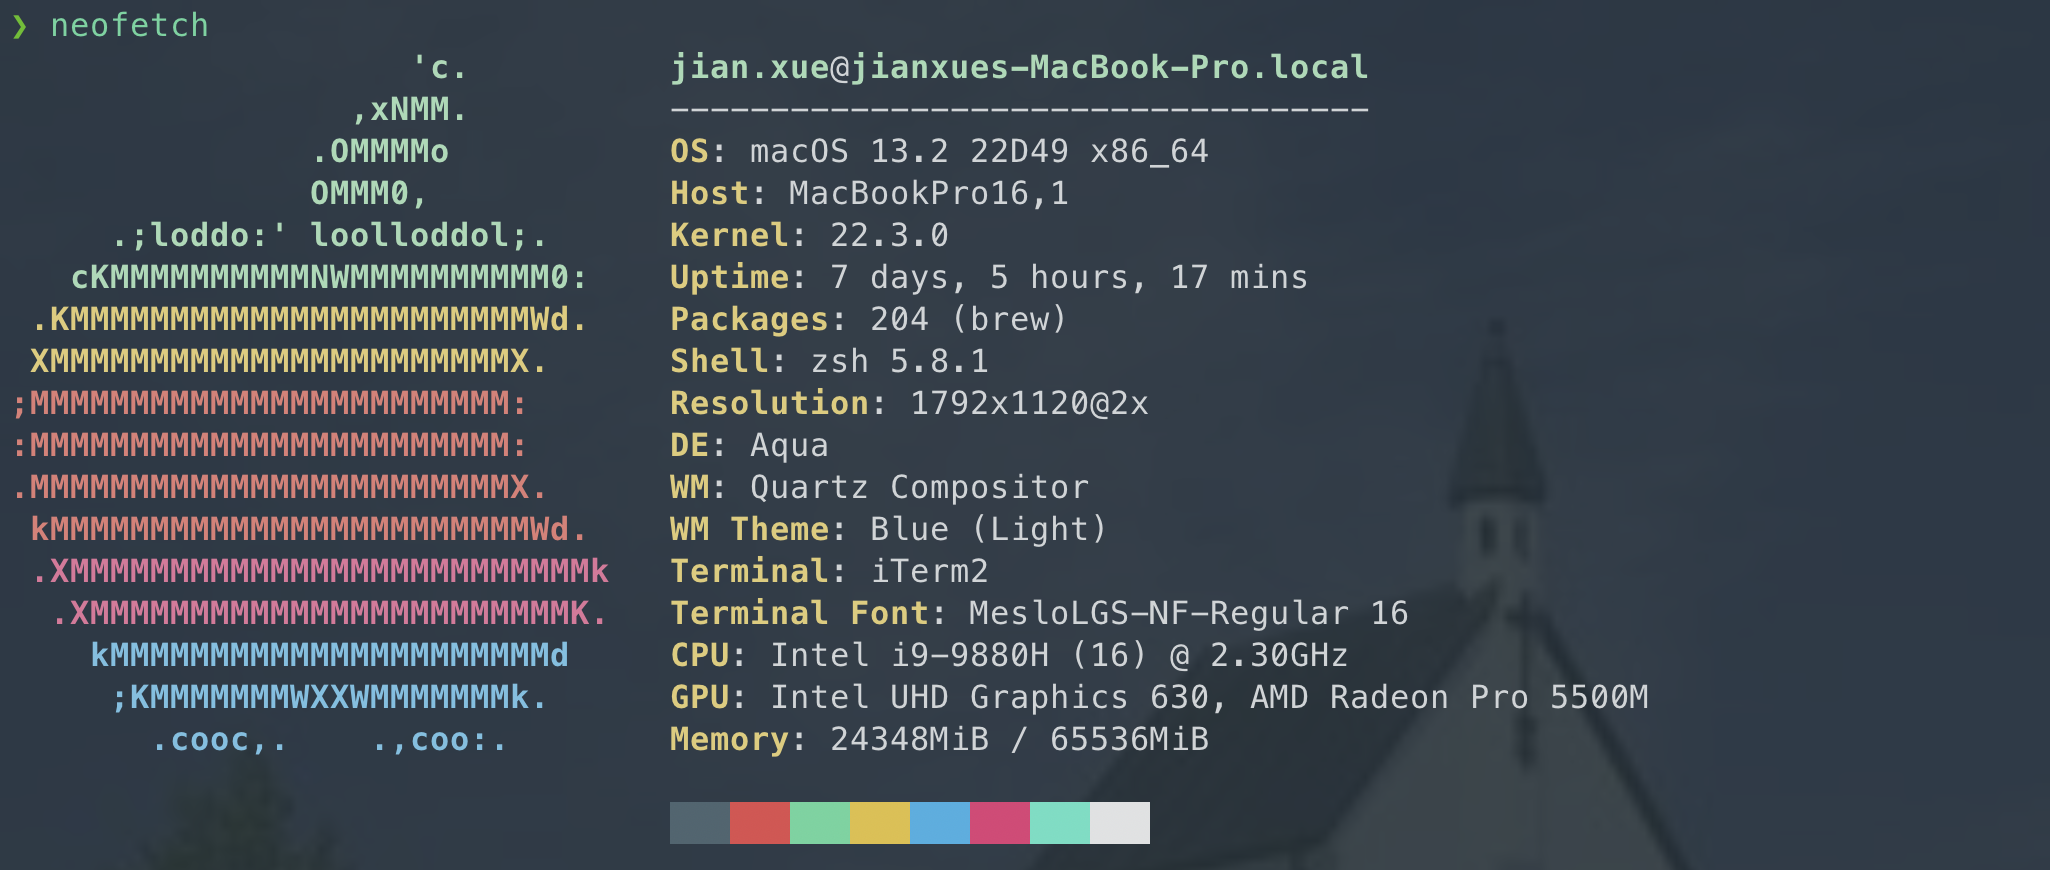 ❯ neofetch
                    'c.          jian.xue@jianxues-MacBook-Pro.local
                 ,xNMM.          -----------------------------------
               .OMMMMo           OS: macOS 13.2 22D49 x86_64
               OMMM0,            Host: MacBookPro16,1
     .;loddo:' loolloddol;.      Kernel: 22.3.0
   cKMMMMMMMMMMNWMMMMMMMMMM0:    Uptime: 7 days, 5 hours, 17 mins
 .KMMMMMMMMMMMMMMMMMMMMMMMWd.    Packages: 204 (brew)
 XMMMMMMMMMMMMMMMMMMMMMMMX.      Shell: zsh 5.8.1
;MMMMMMMMMMMMMMMMMMMMMMMM:       Resolution: 1792x1120@2x
:MMMMMMMMMMMMMMMMMMMMMMMM:       DE: Aqua
.MMMMMMMMMMMMMMMMMMMMMMMMX.      WM: Quartz Compositor
 kMMMMMMMMMMMMMMMMMMMMMMMMWd.    WM Theme: Blue (Light)
 .XMMMMMMMMMMMMMMMMMMMMMMMMMMk   Terminal: iTerm2
  .XMMMMMMMMMMMMMMMMMMMMMMMMK.   Terminal Font: MesloLGS-NF-Regular 16
    kMMMMMMMMMMMMMMMMMMMMMMd     CPU: Intel i9-9880H (16) @ 2.30GHz
     ;KMMMMMMMWXXWMMMMMMMk.      GPU: Intel UHD Graphics 630, AMD Radeon Pro 5500M
       .cooc,.    .,coo:.        Memory: 24348MiB / 65536MiB